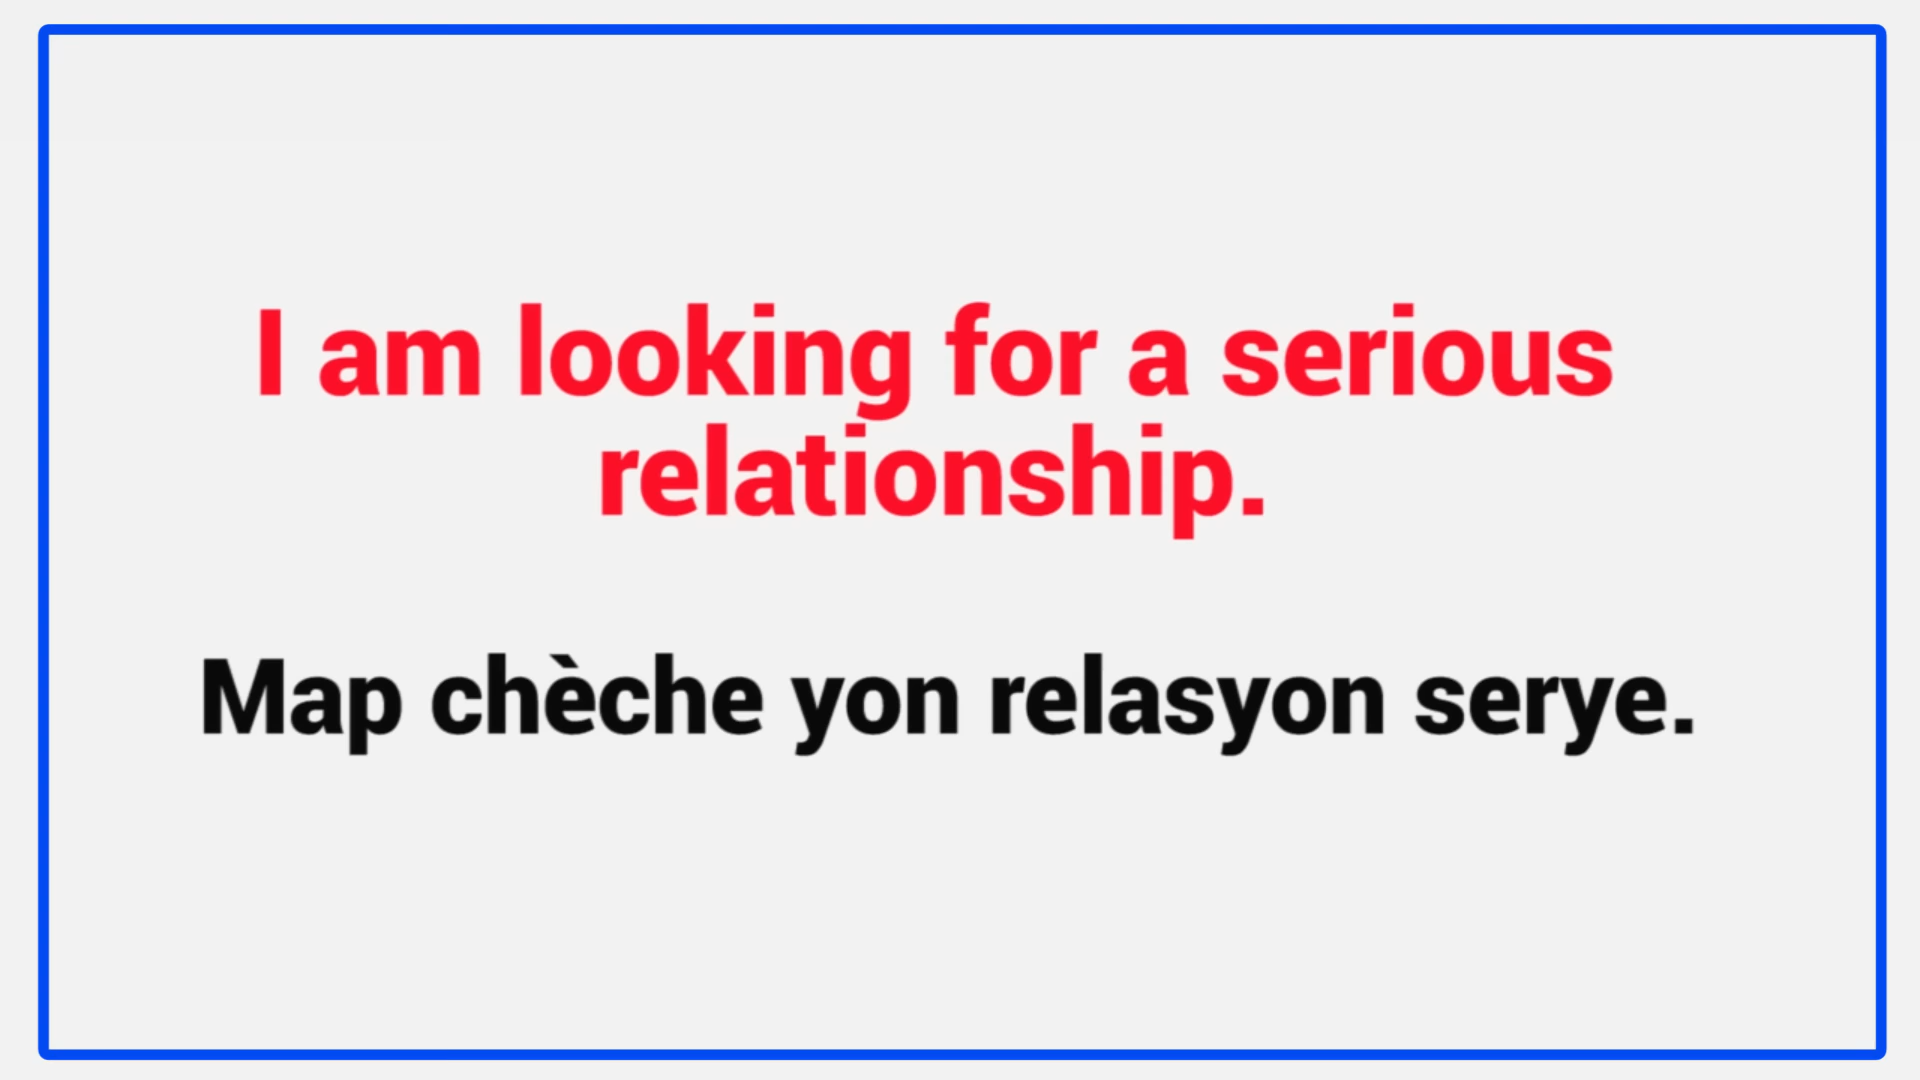 I am looking for a serious
relationship.
Map chèche yon relasyon serye.